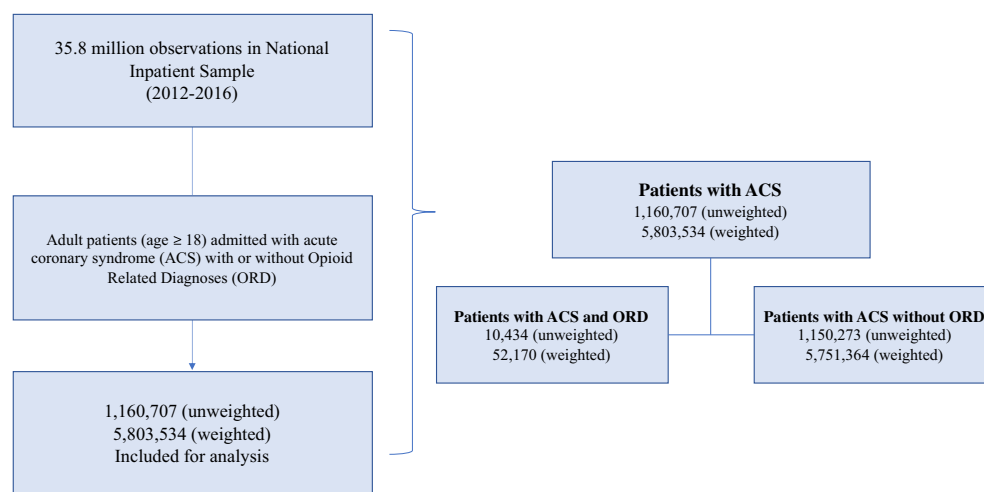 35.8 million observations in National
Inpatient Sample
(2012-2016)
Adult patients (age ≥ 18) admitted with acute
coronary syndrome (ACS) with or without Opioid
Related Diagnoses (ORD)
1,160,707 (unweighted)
5,803,534 (weighted)
Included for analysis
Patients with ACS
1,160,707 (unweighted)
5,803,534 (weighted)
Patients with ACS and ORD
10,434 (unweighted)
52,170 (weighted)
Patients with ACS without ORD
1,150,273 (unweighted)
5,751,364 (weighted)